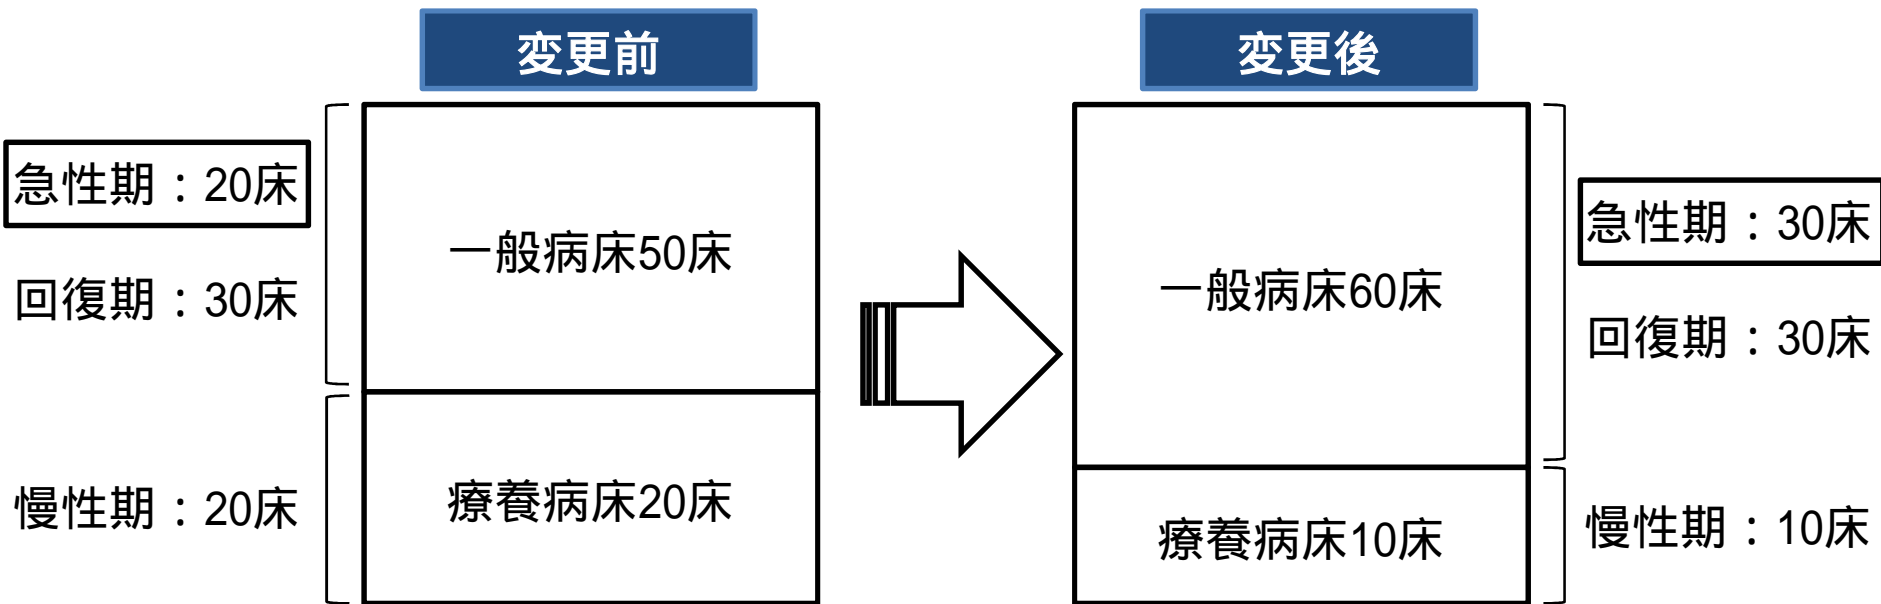 変更前
急性期：20床
回復期：30床
慢性期：20床
一般病床50床
療養病床20床
変更後
一般病床60床
療養病床10床
急性期：30床
回復期：30床
慢性期：10床